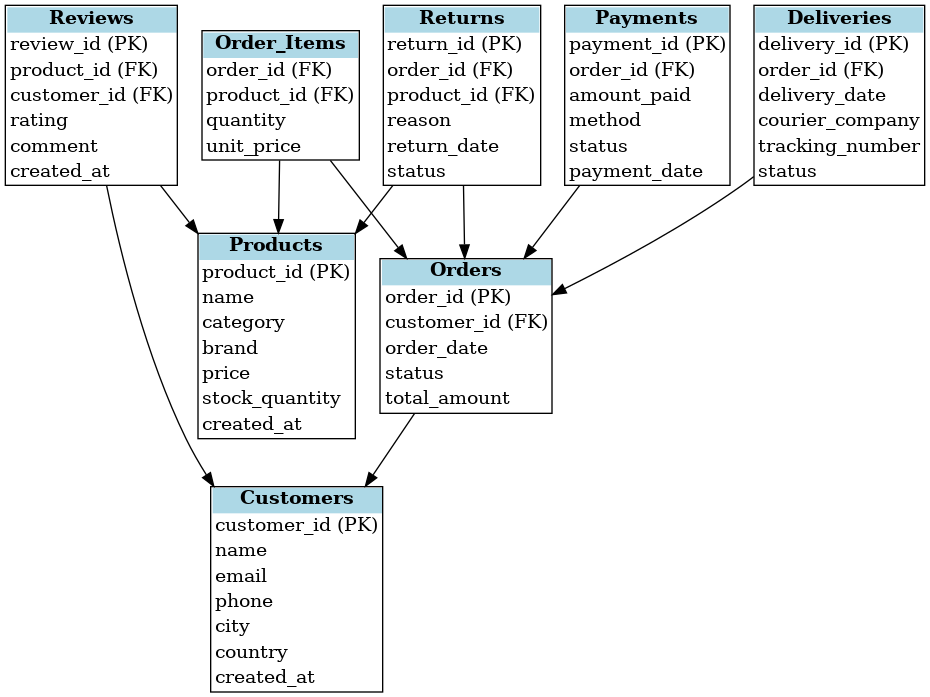 Reviews
review_id (PK)
product_id (FK)
customer_id (FK)
rating
comment
created_at
Order_Items
order_id (FK)
product_id (FK)
quantity
unit_price
Returns
return_id (PK)
order_id (FK)
product_id (FK)
reason
return_date
status
Payments
payment_id (PK)
order_id (FK)
amount_paid
method
status
payment_date
Deliveries
delivery_id (PK)
order_id (FK)
delivery_date
courier_company
tracking_number
status
Products
product_id (PK)
name
category
brand
price
stock_quantity
created_at
Orders
order_id (PK)
customer_id (FK)
order_date
status
total_amount
Customers
customer_id (PK)
name
email
phone
city
country
created_at